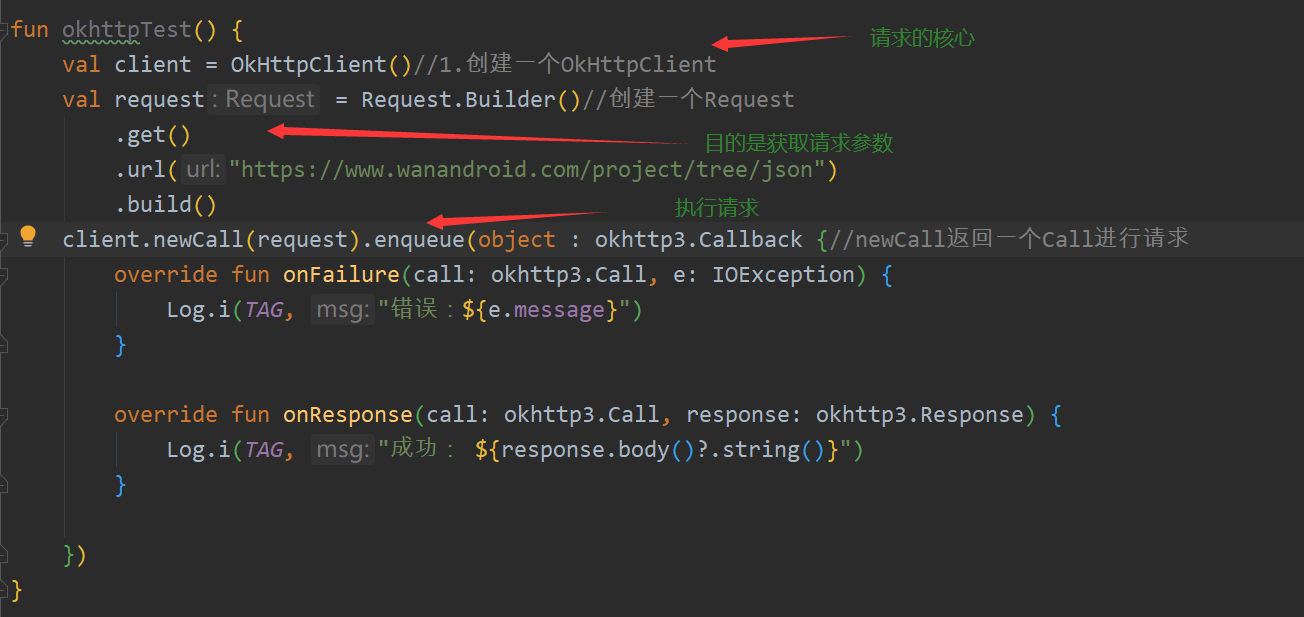 fun okhttpTest() {
请求的核心
val client = OkHttpClient()//1.创建一个OkHttpClient
val request : Request = Request.Builder()//创建一个Request
.get()
目的是获取请求参数
.url( url: "https://www.wanandroid.com/project/tree/json")
.build()
执行请求
client.newCall(request).enqueue(object : okhttp3.Callback {//newCall返回一个Call进行请求
override fun onFailure(call: okhttp3.Call, e: IOException) {
Log.i(TAG, msg: "错误：${e.message}")
}
override fun onResponse(call: okhttp3.Call, response: okhttp3.Response) {
Log.i(TAG, msg: "成功： ${response.body()?.string()}")
}
})
}